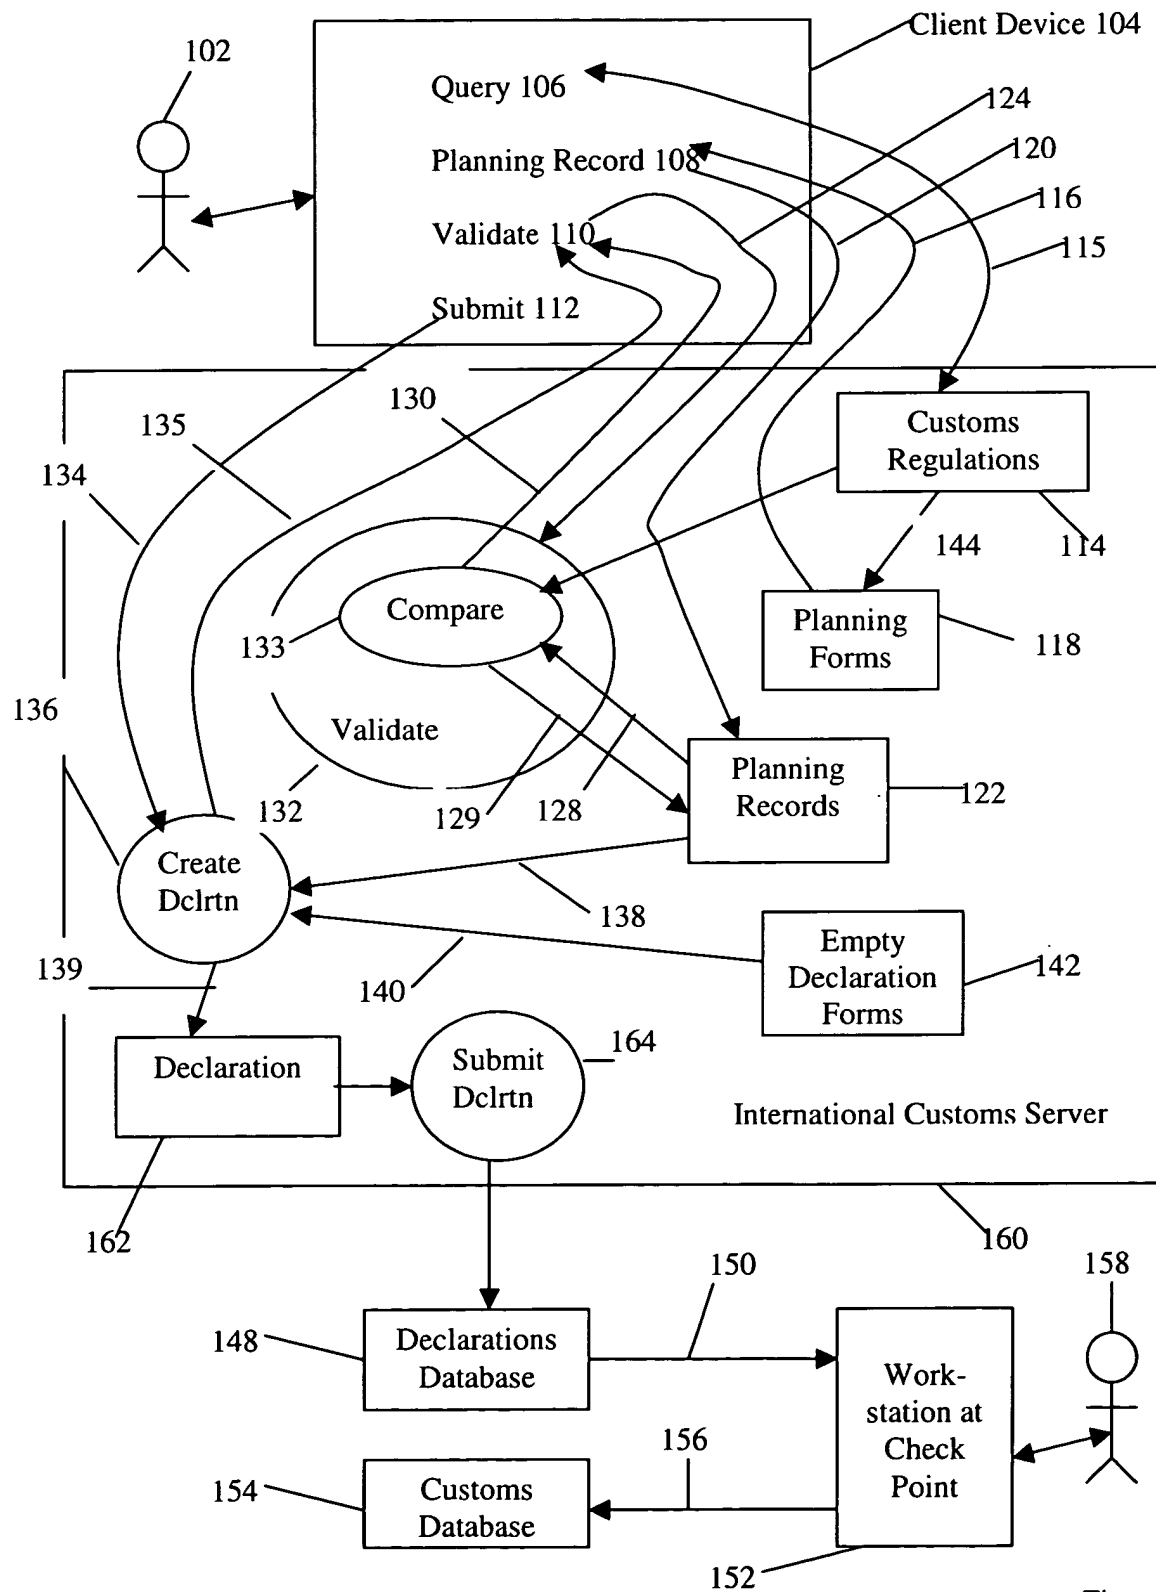 Client Device 104
102
Query 106
124
Planning Record 108
120
116
Validate 110
115
Submit 112
130
135
134
Customs
Regulations
144
114
Compare
133
Planning
Forms
118
136
Validate
132
129
128
Planning
Records
122
Create
Dclrtn
138
139
140
Empty
Declaration
Forms
142
Declaration
Submit
Dclrtn
164
International Customs Server
162
160
150
158
148
Declarations
Database
Work-
station at
Check
Point
156
154
Customs
Database
152